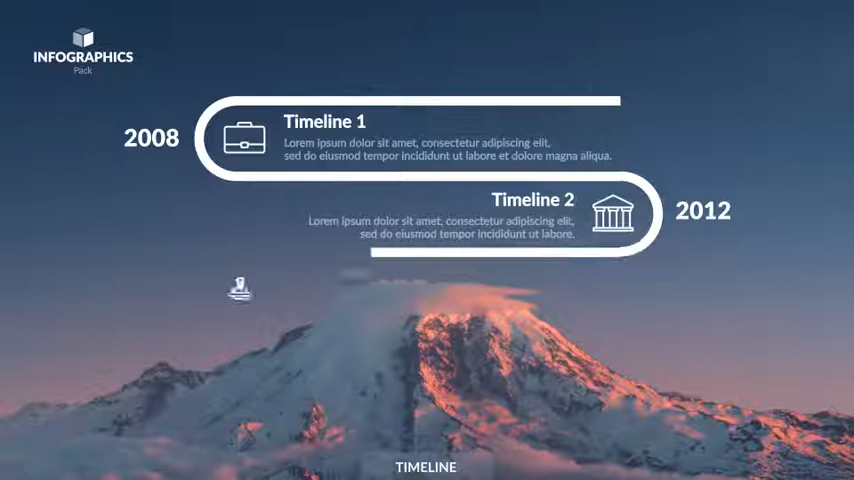 INFOGRAPHICS
Pack
2008
Timeline 1
Lorem ipsum dolor sit amet, consectetur adipiscing elit,
sed do eiusmod tempor incididunt ut labore et dolore magna aliqua.
Timeline 2
Lorem ipsum dolor sit amet, consectetur adipiscing elit,
sed do eiusmod tempor incididunt ut labore.
2012
TIMELINE